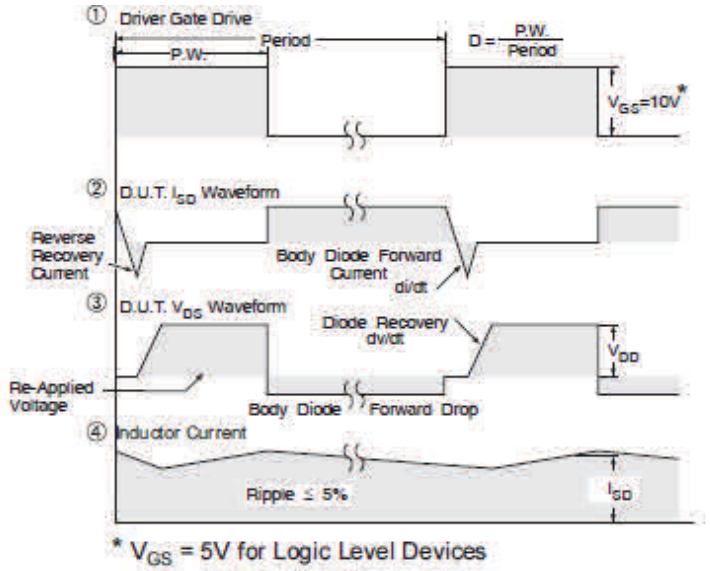 ① Driver Gate Drive
P.W.
Period
D = P.W.
Period
VGS=10V*
② D.U.T. ISD Waveform
Reverse
Recovery
Current
Body Diode Forward
Current
di/dt
③ D.U.T. VDS Waveform
Diode Recovery
dv/dt
VDD
Re-Applied
Voltage
Body Diode Forward Drop
④ Inductor Current
Ripple ≤ 5%
ISD
* VGS = 5V for Logic Level Devices